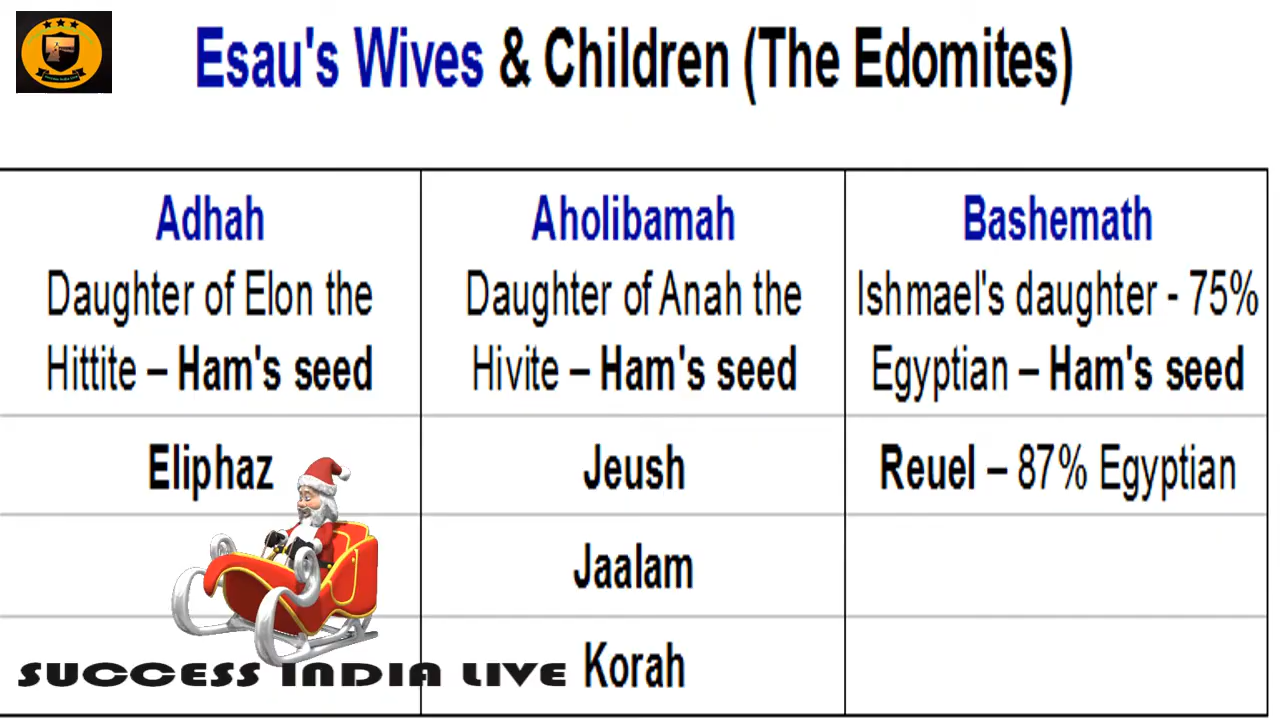 Esau's Wives & Children (The Edomites)
Adhah
Daughter of Elon the
Hittite – Ham's seed
Aholibamah
Daughter of Anah the
Hivite – Ham's seed
Bashemath
Ishmael's daughter - 75%
Egyptian – Ham's seed
Eliphaz
Jeush
Reuel – 87% Egyptian
Jaalam
Korah
SUCCESS INDIA LIVE